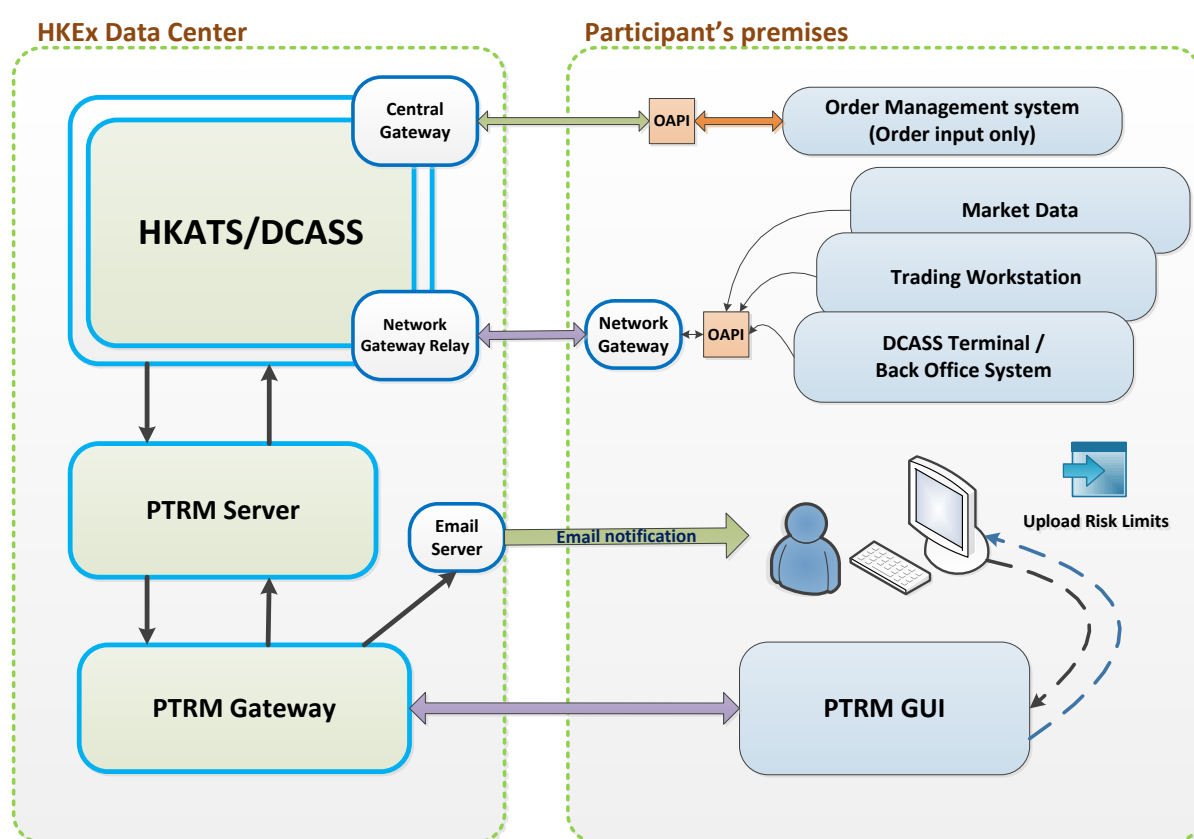 HKEx Data Center
Participant's premises
Central
Gateway
OAPI
Order Management system
(Order input only)
HKATS/DCASS
Market Data
Trading Workstation
Network
Gateway Relay
Network
Gateway
OAPI
DCASS Terminal /
Back Office System
PTRM Server
Email
Server
Email notification
Upload Risk Limits
PTRM Gateway
PTRM GUI